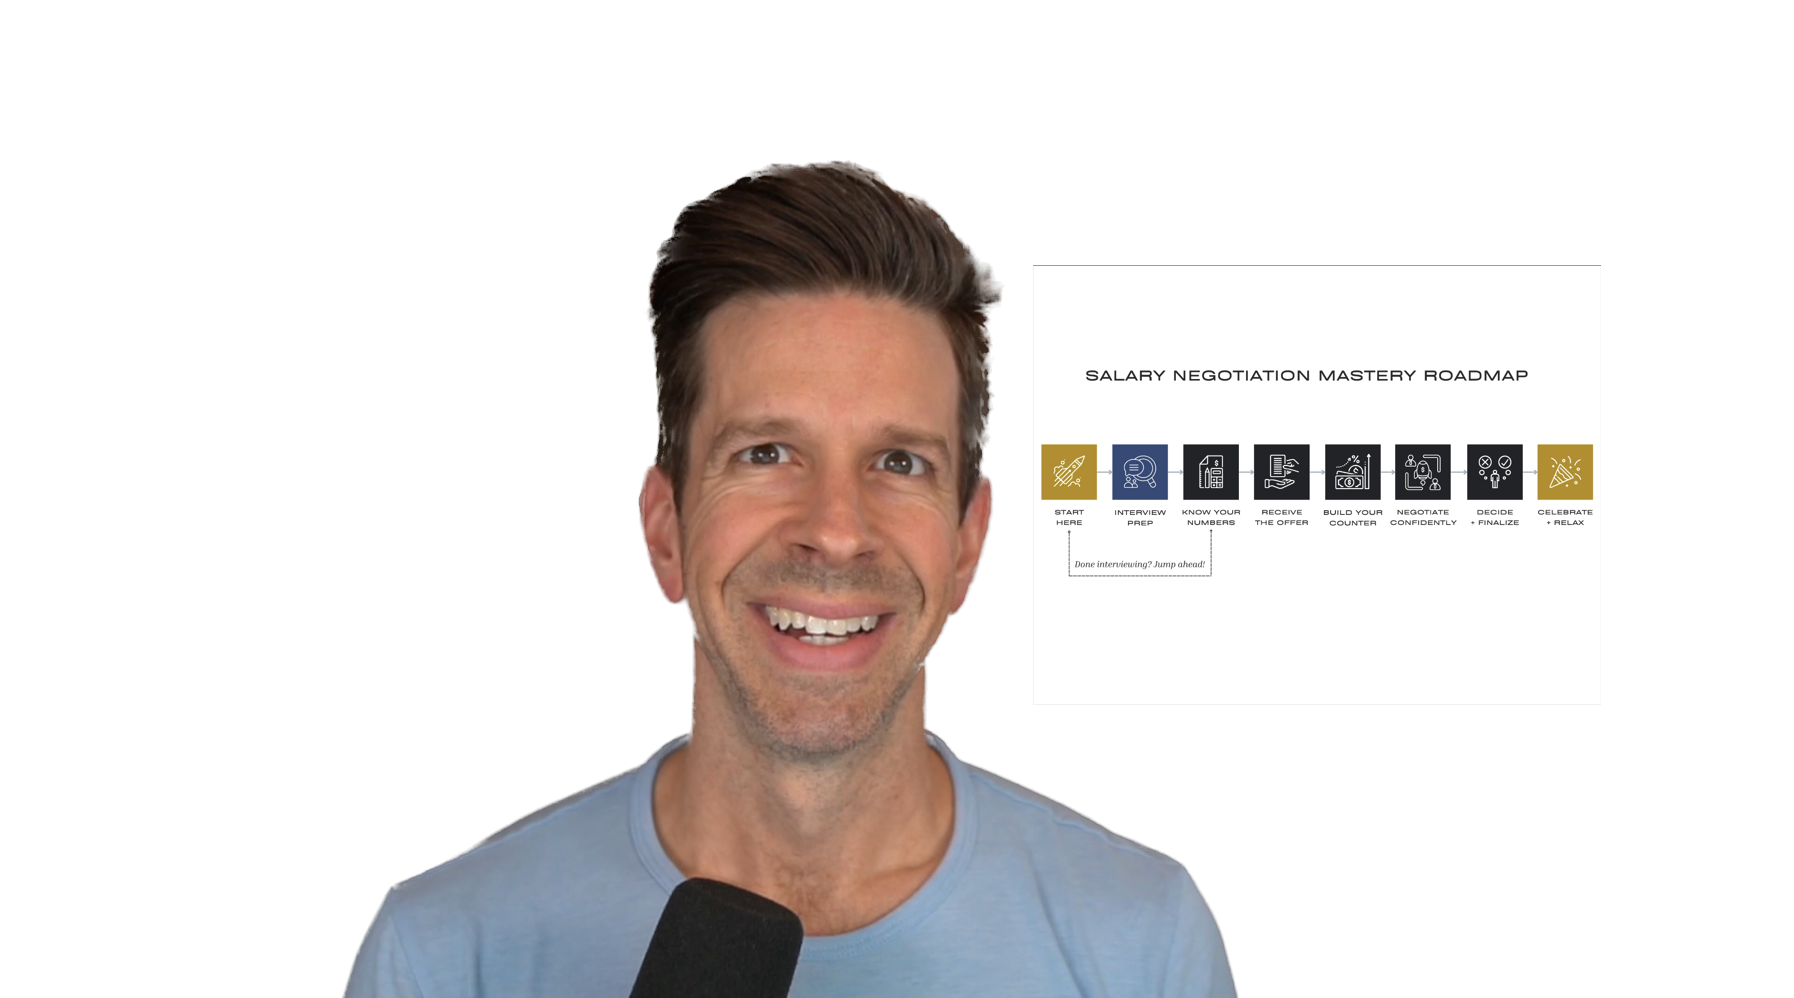 SALARY NEGOTIATION MASTERY ROADMAP
START
HERE
INTERVIEW
PREP
KNOW YOUR
NUMBERS
RECEIVE
THE OFFER
BUILD YOUR
COUNTER
NEGOTIATE
CONFIDENTLY
DECIDE
+ FINALIZE
CELEBRATE
+ RELAX
Done interviewing? Jump ahead!